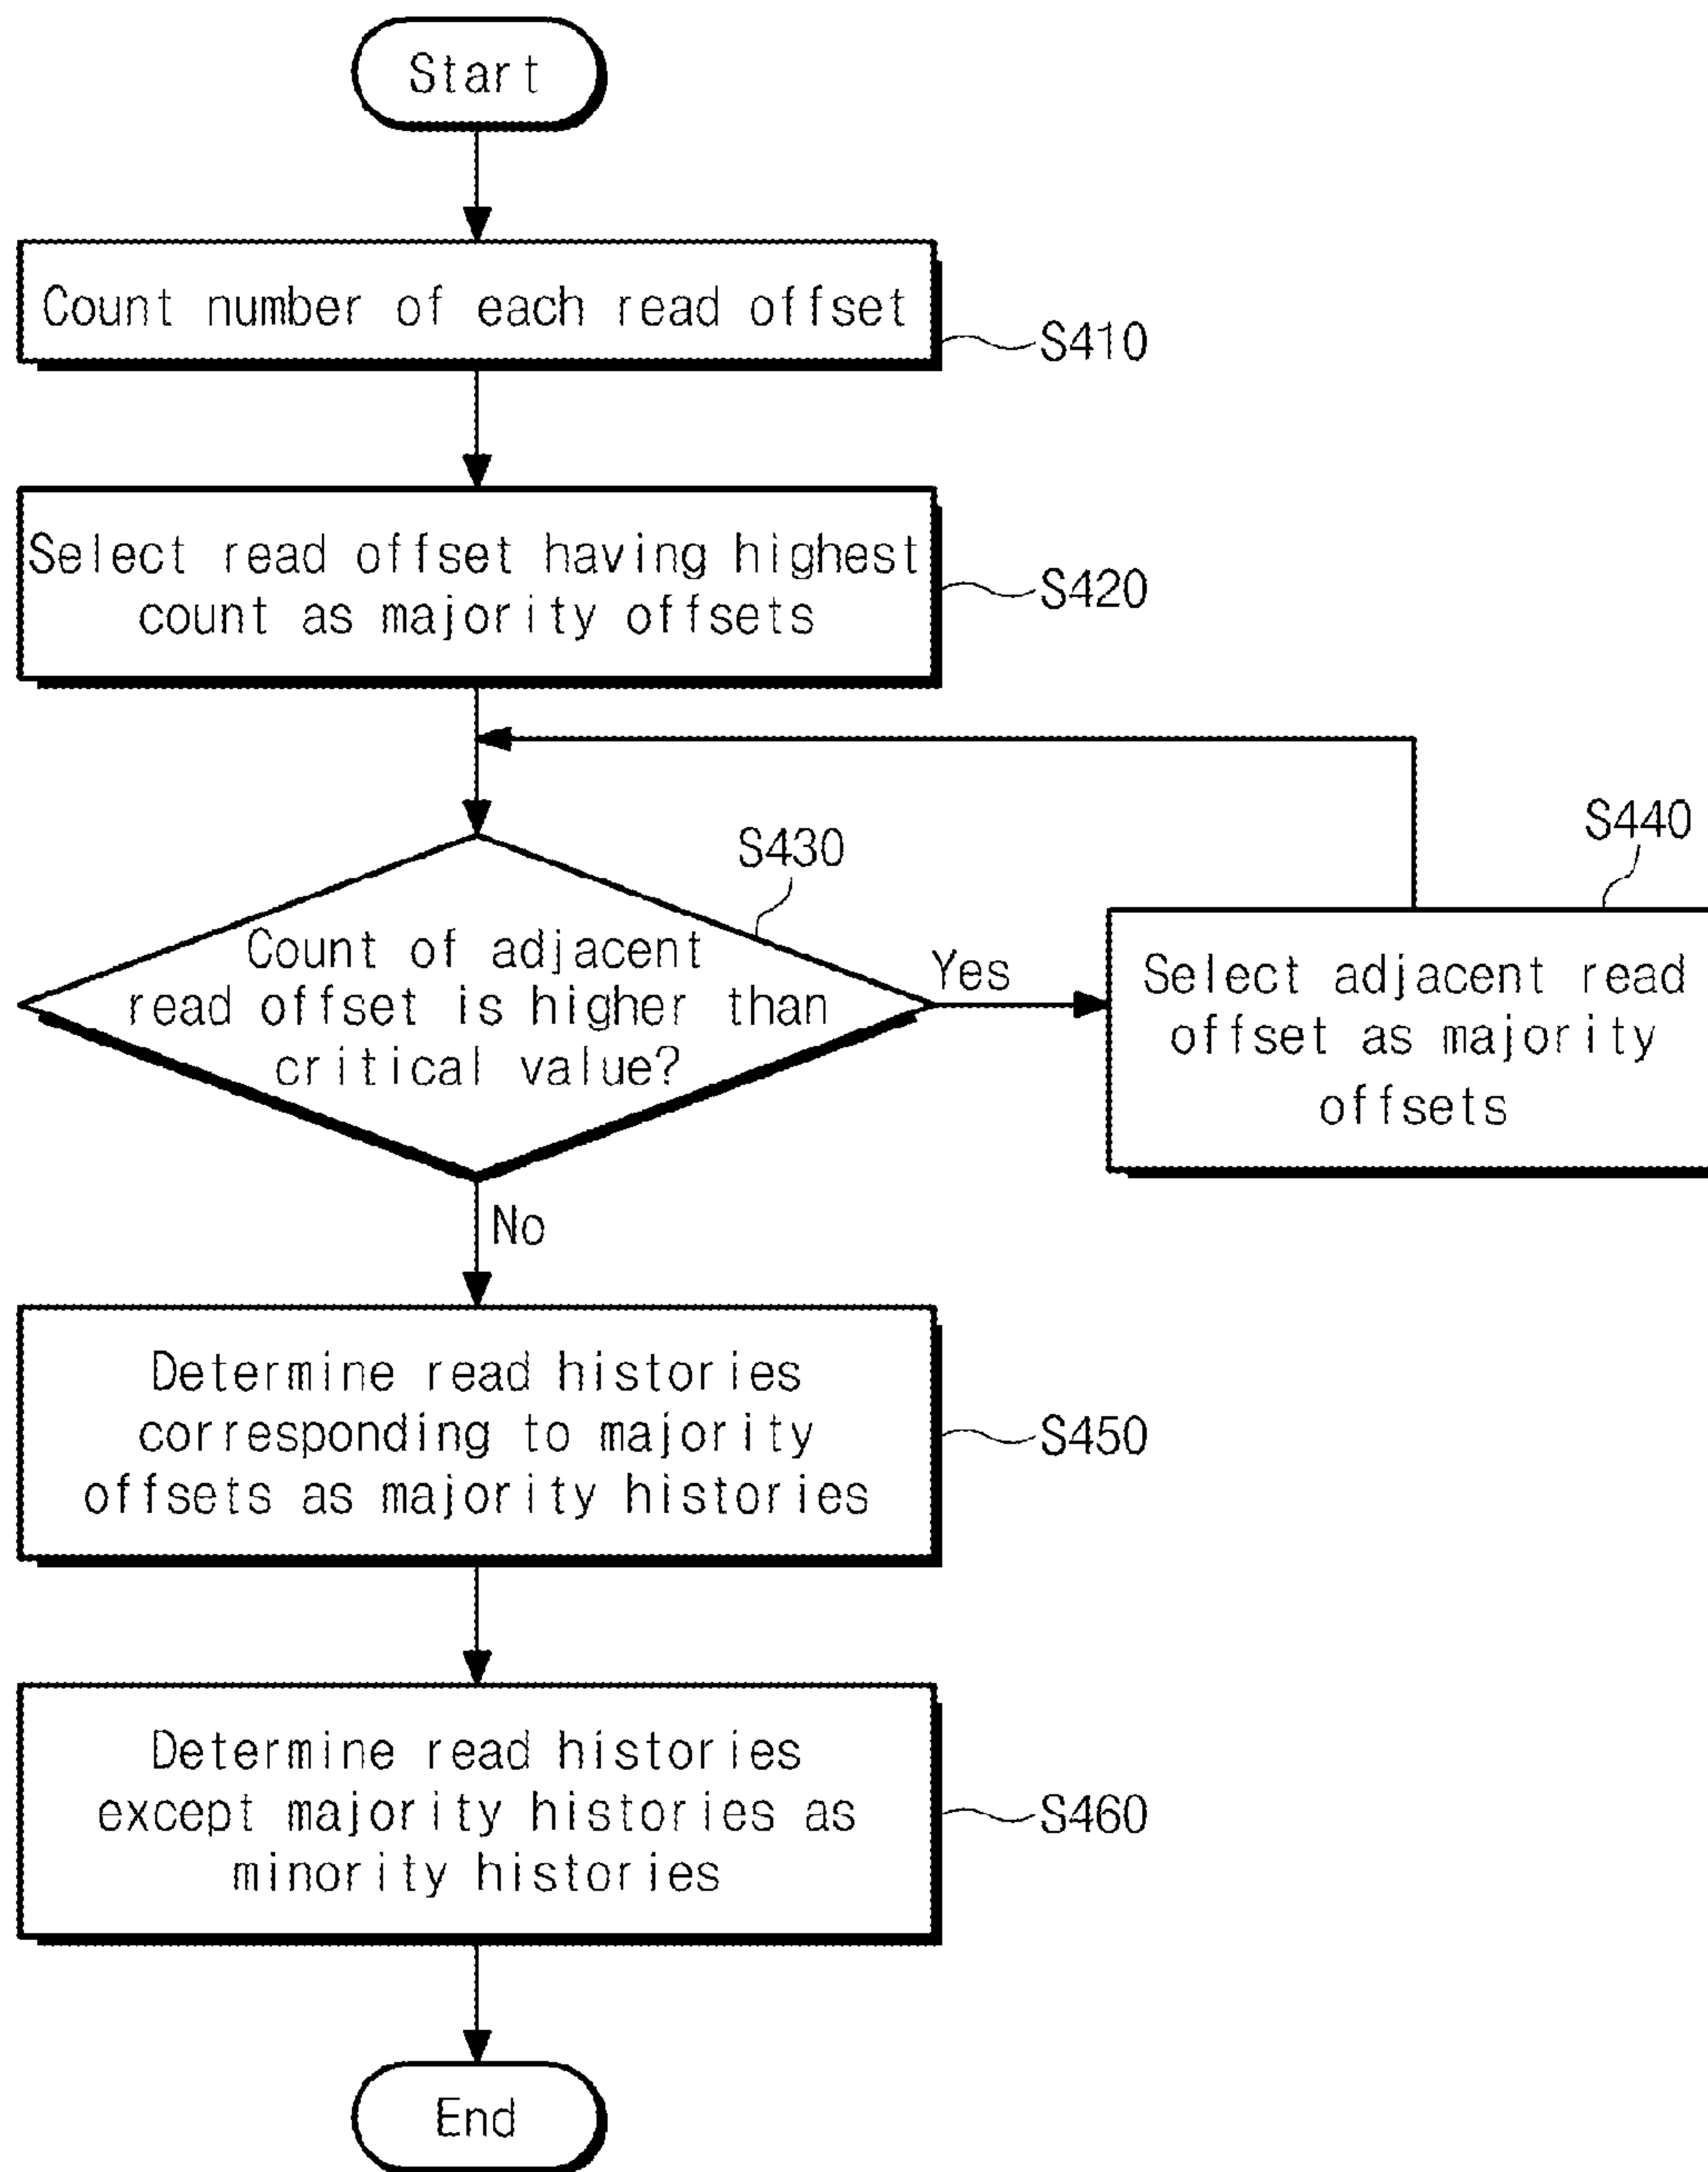 Start
Count number of each read offset
S410
Select read offset having highest
count as majority offsets
S420
S430
Count of adjacent
read offset is higher than
critical value?
Yes
S440
Select adjacent read
offset as majority
offsets
No
Determine read histories
corresponding to majority
offsets as majority histories
S450
Determine read histories
except majority histories as
minority histories
S460
End